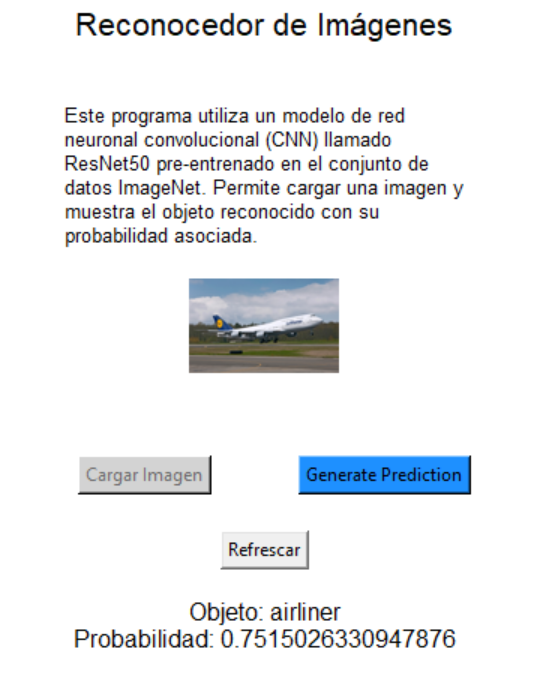 Reconocedor de Imágenes
Este programa utiliza un modelo de red
neuronal convolucional (CNN) llamado
ResNet50 pre-entrenado en el conjunto de
datos ImageNet. Permite cargar una imagen y
muestra el objeto reconocido con su
probabilidad asociada.
Cargar Imagen
Generate Prediction
Refrescar
Objeto: airliner
Probabilidad: 0.7515026330947876